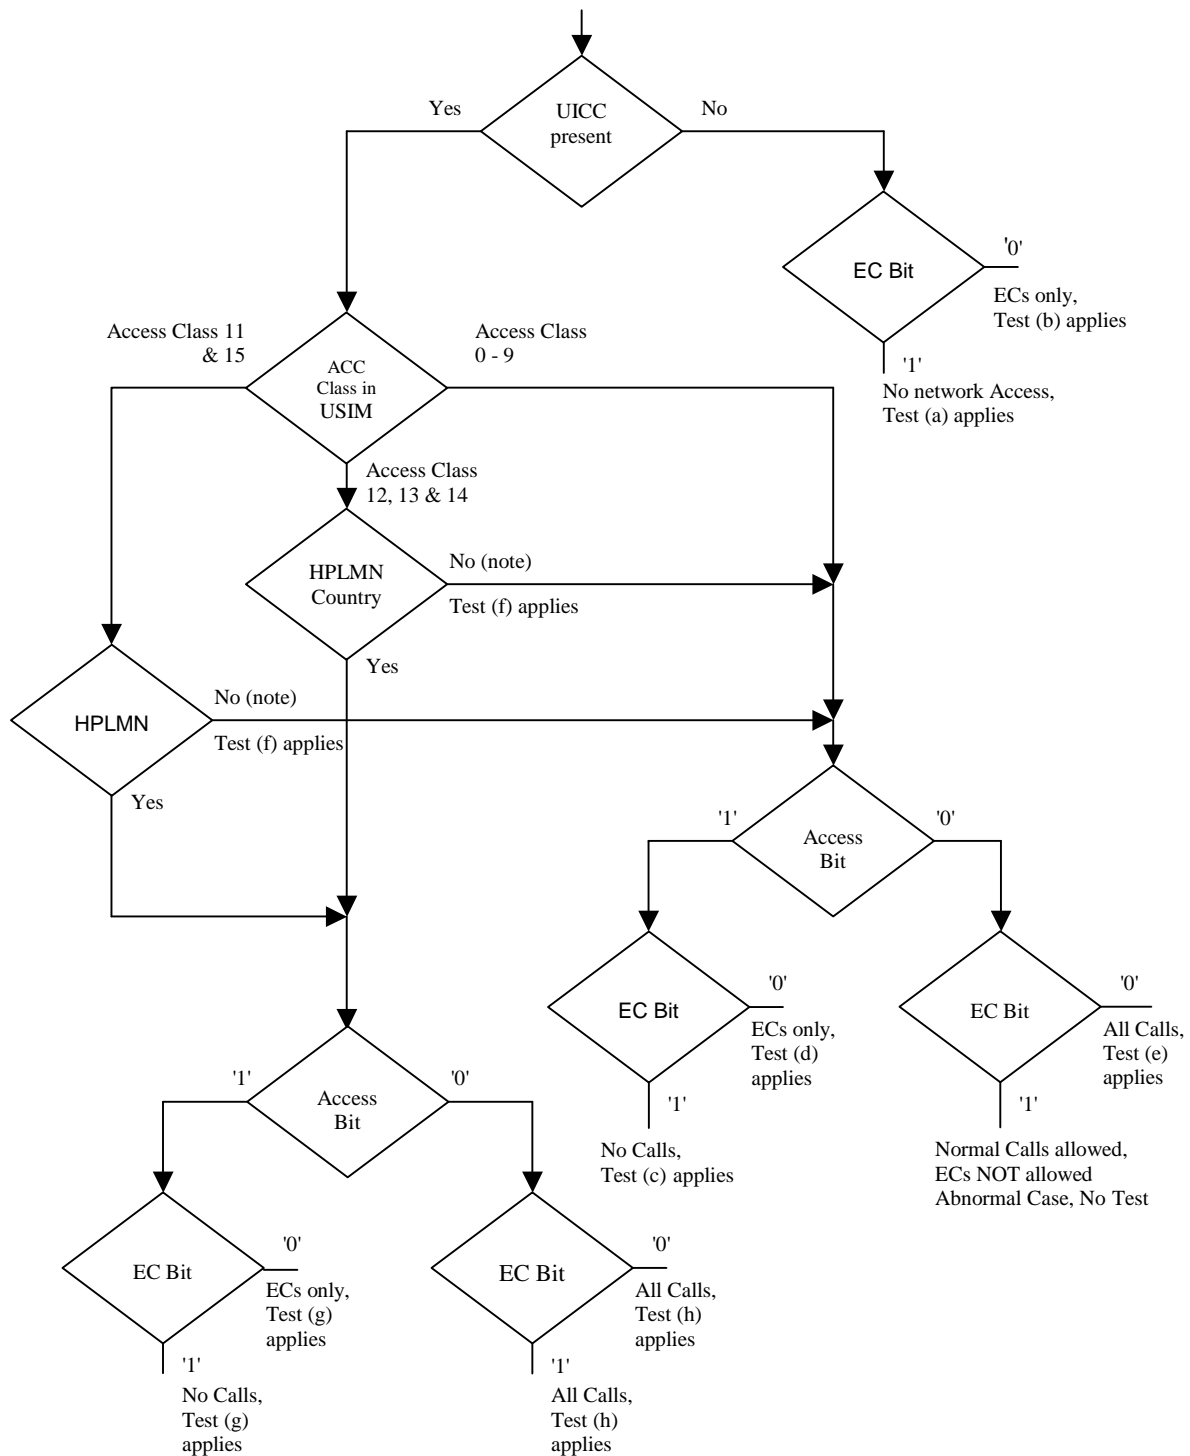 Yes
UICC
present
No
EC Bit
'0'
ECs only,
Test (b) applies
'1'
No network Access,
Test (a) applies
Access Class 11
& 15
ACC
Class in
USIM
Access Class
0 - 9
Access Class
12, 13 & 14
HPLMN
Country
No (note)
Test (f) applies
Yes
HPLMN
No (note)
Test (f) applies
Yes
'1'
Access
Bit
'0'
EC Bit
'0'
ECs only,
Test (d)
applies
'1'
No Calls,
Test (c) applies
EC Bit
'0'
All Calls,
Test (e)
applies
'1'
Normal Calls allowed,
ECs NOT allowed
Abnormal Case, No Test
'1'
Access
Bit
'0'
EC Bit
'0'
ECs only,
Test (g)
applies
'1'
No Calls,
Test (g)
applies
EC Bit
'0'
All Calls,
Test (h)
applies
'1'
All Calls,
Test (h)
applies